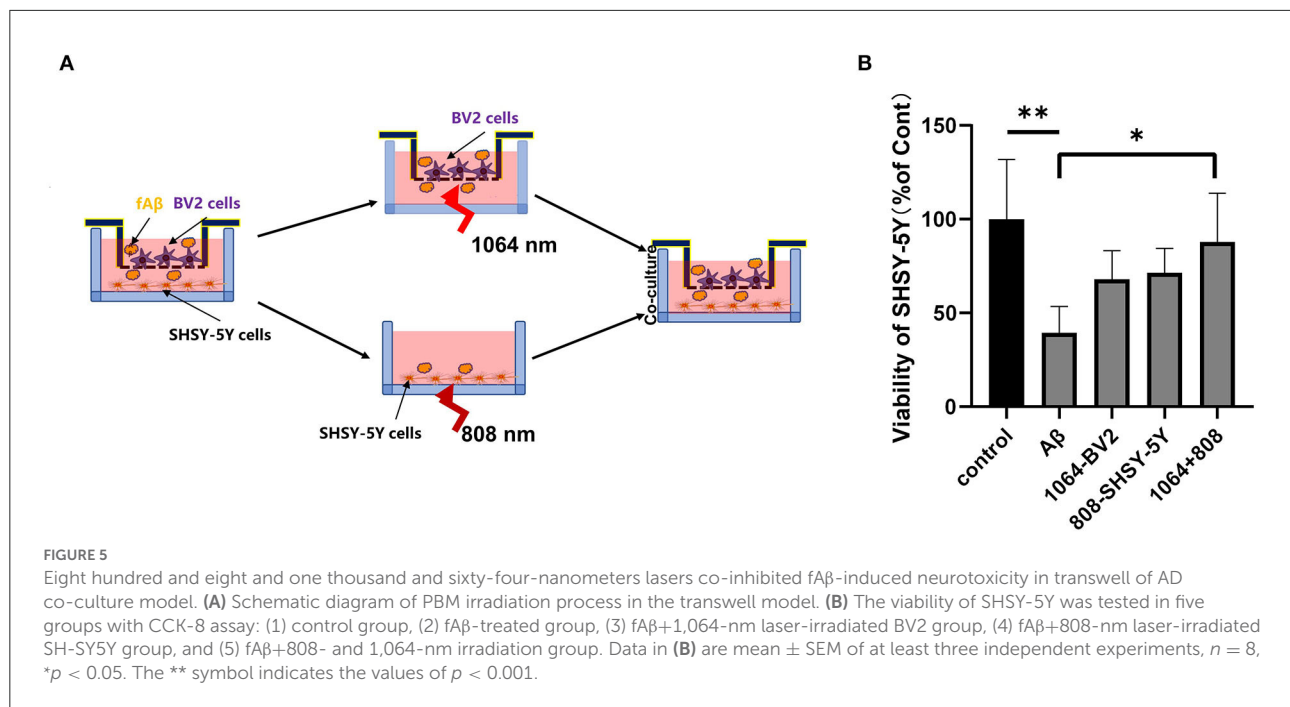 A
BV2 cells
fAβ
BV2 cells
1064 nm
SHSY-5Y cells
SHSY-5Y cells
808 nm
Co-culture
B
Viability of SHSY-5Y(%of Cont)
150
100
50
0
**
*
control
Aβ
1064-BV2
808-SHSY-5Y
1064+808
FIGURE 5
Eight hundred and eight and one thousand and sixty-four-nanometers lasers co-inhibited fAβ-induced neurotoxicity in transwell of AD
co-culture model. (A) Schematic diagram of PBM irradiation process in the transwell model. (B) The viability of SHSY-5Y was tested in five
groups with CCK-8 assay: (1) control group, (2) fAβ-treated group, (3) fAβ+1,064-nm laser-irradiated BV2 group, (4) fAβ+808-nm laser-irradiated
SH-SY5Y group, and (5) fAβ+808- and 1,064-nm irradiation group. Data in (B) are mean ± SEM of at least three independent experiments, n = 8,
*p < 0.05. The ** symbol indicates the values of p < 0.001.